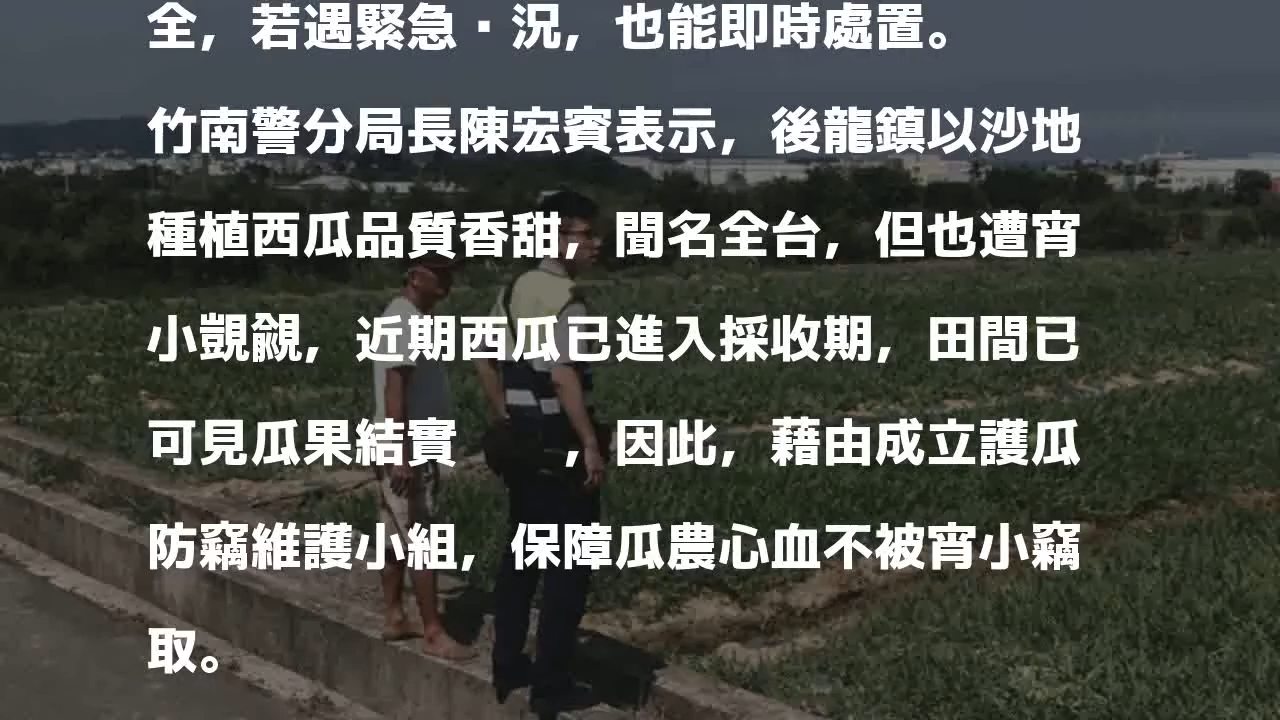 全，若遇緊急▪況，也能即時處置。
竹南警分局長陳宏賓表示，後龍鎮以沙地
種植西瓜品質香甜，聞名全台，但也遭宵
小覬覦，近期西瓜已進入採收期，田間已
可見瓜果結實　　，因此，藉由成立護瓜
防竊維護小組，保障瓜農心血不被宵小竊
取。